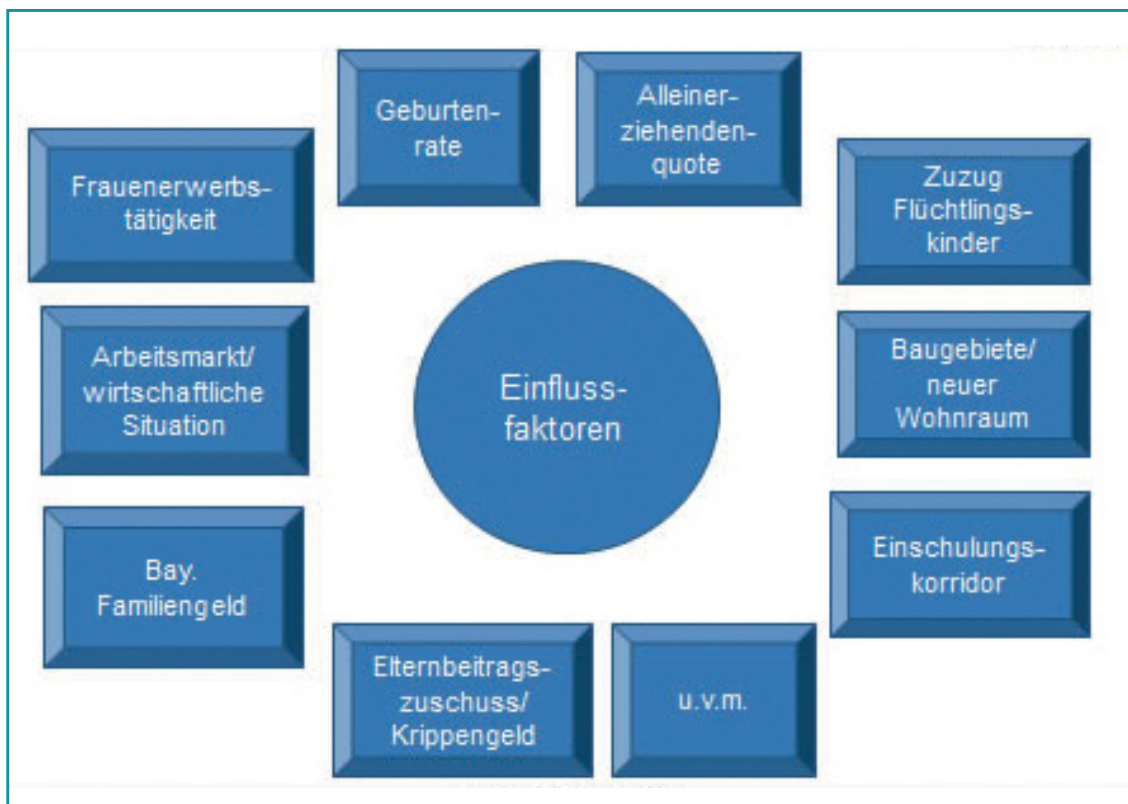 Geburten-
rate
Alleiner-
ziehenden-
quote
Frauenerwerbs-
tätigkeit
Zuzug
Flüchtlings-
kinder
Arbeitsmarkt/
wirtschaftliche
Situation
Einfluss-
faktoren
Baugebiete/
neuer
Wohnraum
Bay.
Familiengeld
Einschulungs-
korridor
Elternbeitrags-
zuschuss/
Krippengeld
u.v.m.